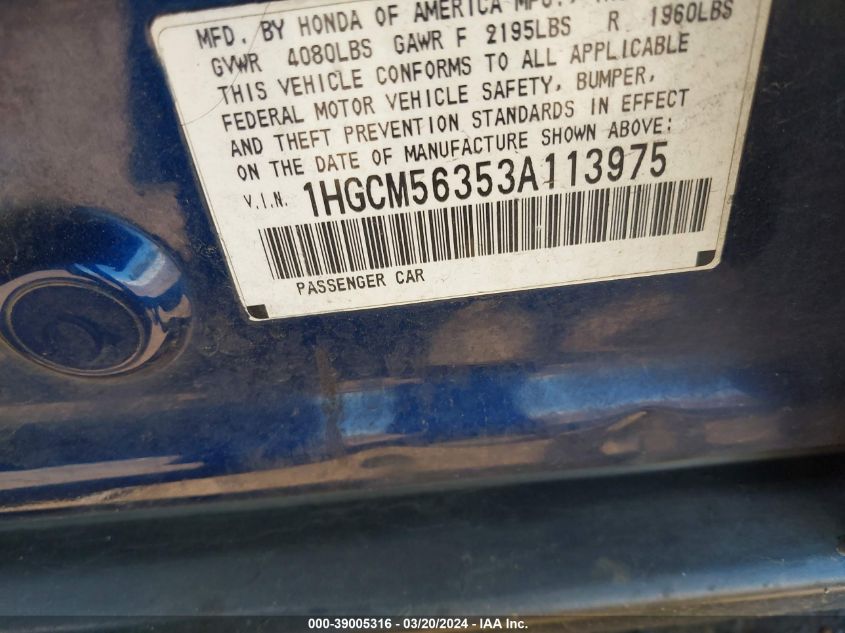 MFD. BY HONDA OF AMERICA MFG.,
GVWR 4080LBS GAWR F 2195LBS R 1960LBS
THIS VEHICLE CONFORMS TO ALL APPLICABLE
FEDERAL MOTOR VEHICLE SAFETY, BUMPER,
AND THEFT PREVENTION STANDARDS IN EFFECT
ON THE DATE OF MANUFACTURE SHOWN ABOVE:
V.I.N. 1HGCM56353A113975
PASSENGER CAR
000-39005316 - 03/20/2024 - IAA Inc.